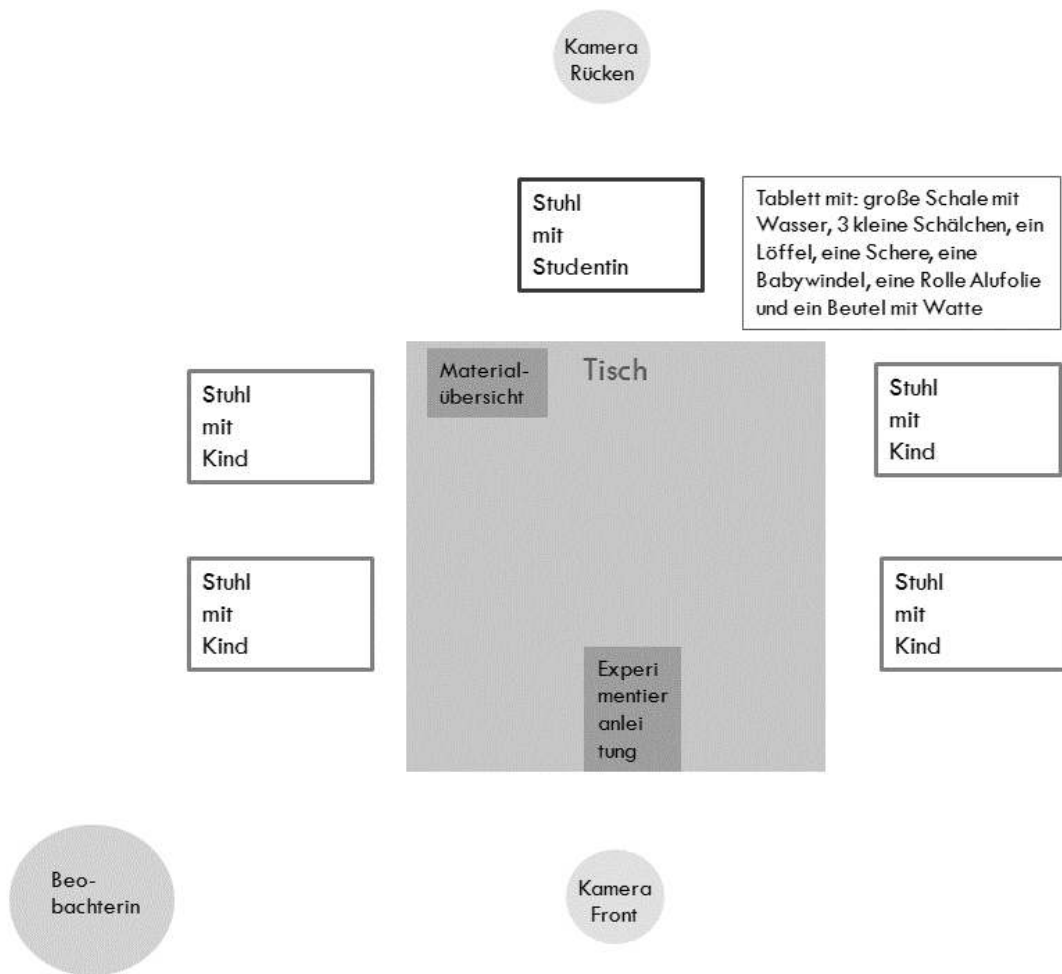 Kamera
Rücken
Stuhl
mit
Studentin
Tablett mit: große Schale mit
Wasser, 3 kleine Schälchen, ein
Löffel, eine Schere, eine
Babywindel, eine Rolle Alufolie
und ein Beutel mit Watte
Material-
übersicht
Tisch
Stuhl
mit
Kind
Stuhl
mit
Kind
Stuhl
mit
Kind
Stuhl
mit
Kind
Experi
mentier
anlei
tung
Beo-
bachterin
Kamera
Front